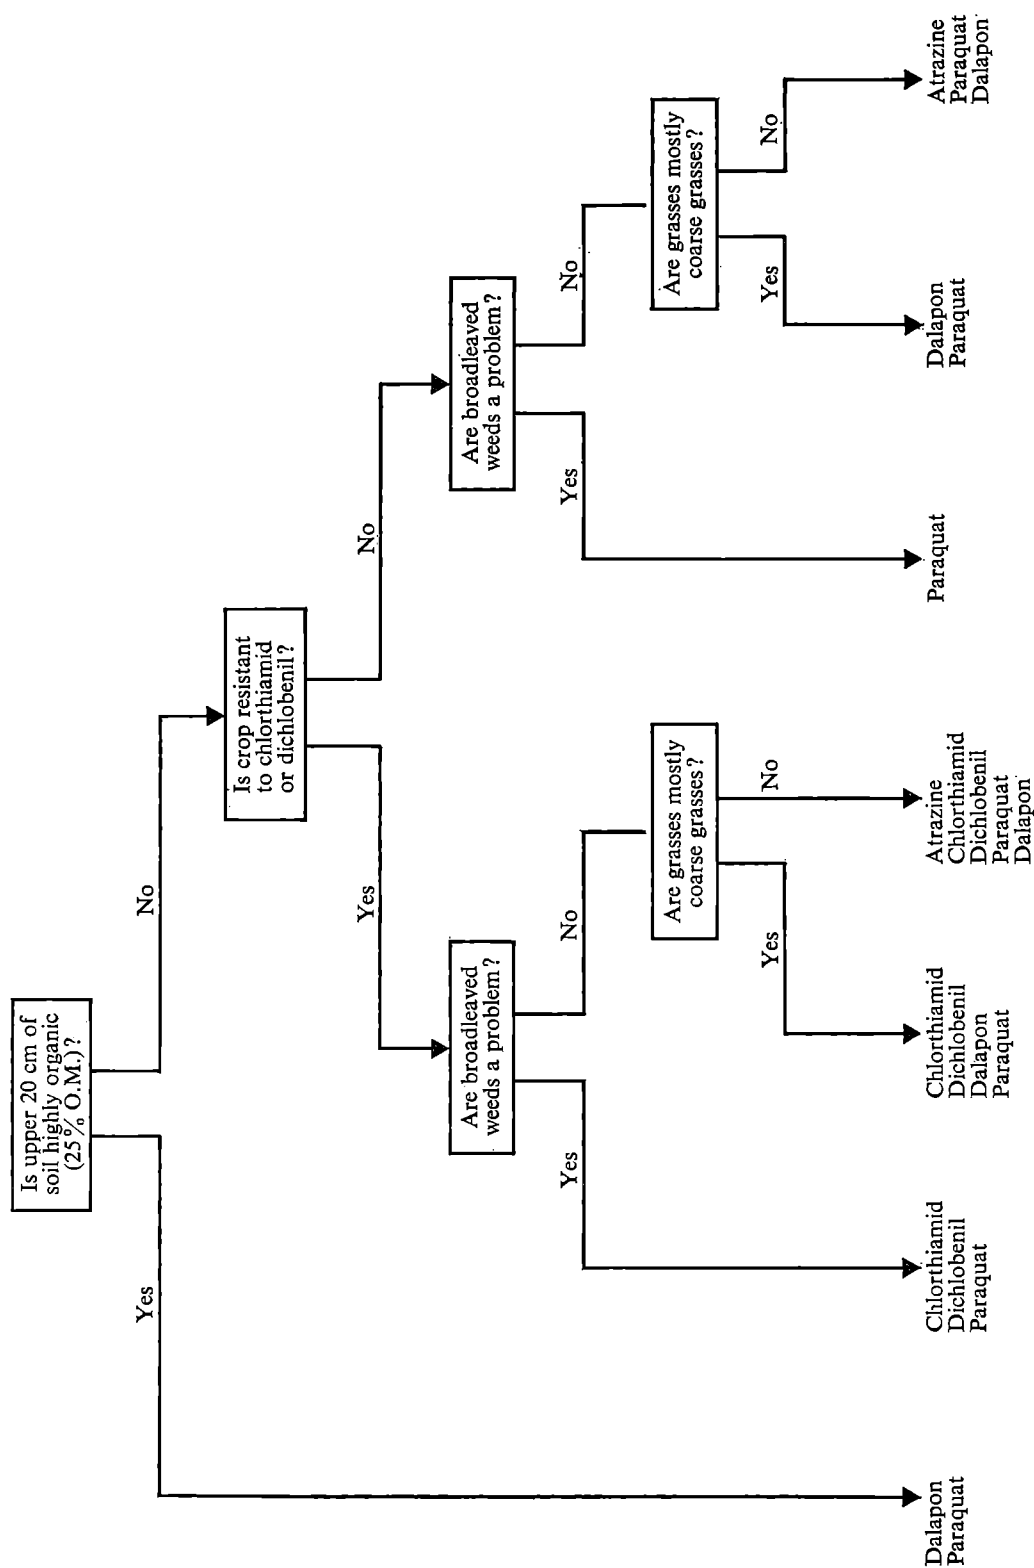 Is upper 20 cm of
soil highly organic
(25% O.M.)?
Yes
No
Is crop resistant
to chlorthiamid
or dichlobenil?
Yes
No
Are broadleaved
weeds a problem?
Are broadleaved
weeds a problem?
Yes
No
Yes
No
Are grasses mostly
coarse grasses?
Are grasses mostly
coarse grasses?
Yes
No
Yes
No
Dalapon
Paraquat
Chlorthiamid
Dichlobenil
Paraquat
Chlorthiamid
Dichlobenil
Dalapon
Paraquat
Atrazine
Chlorthiamid
Dichlobenil
Paraquat
Dalapon
Paraquat
Dalapon
Paraquat
Atrazine
Paraquat
Dalapon